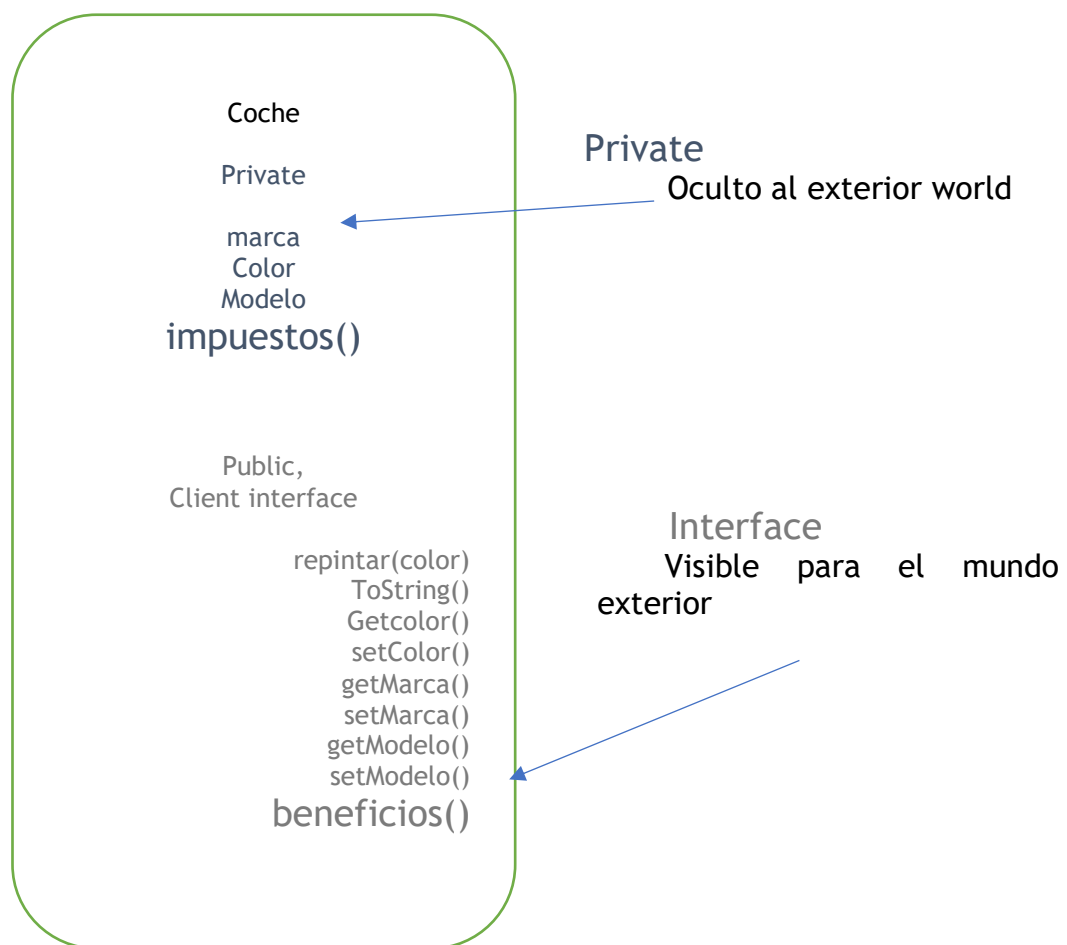 Coche
Private
marca
Color
Modelo
impuestos()
Public,
Client interface
repintar(color)
ToString()
Getcolor()
setColor()
getMarca()
setMarca()
getModelo()
setModelo()
beneficios()
Private
Oculto al exterior world
Interface
Visible para el mundo
exterior